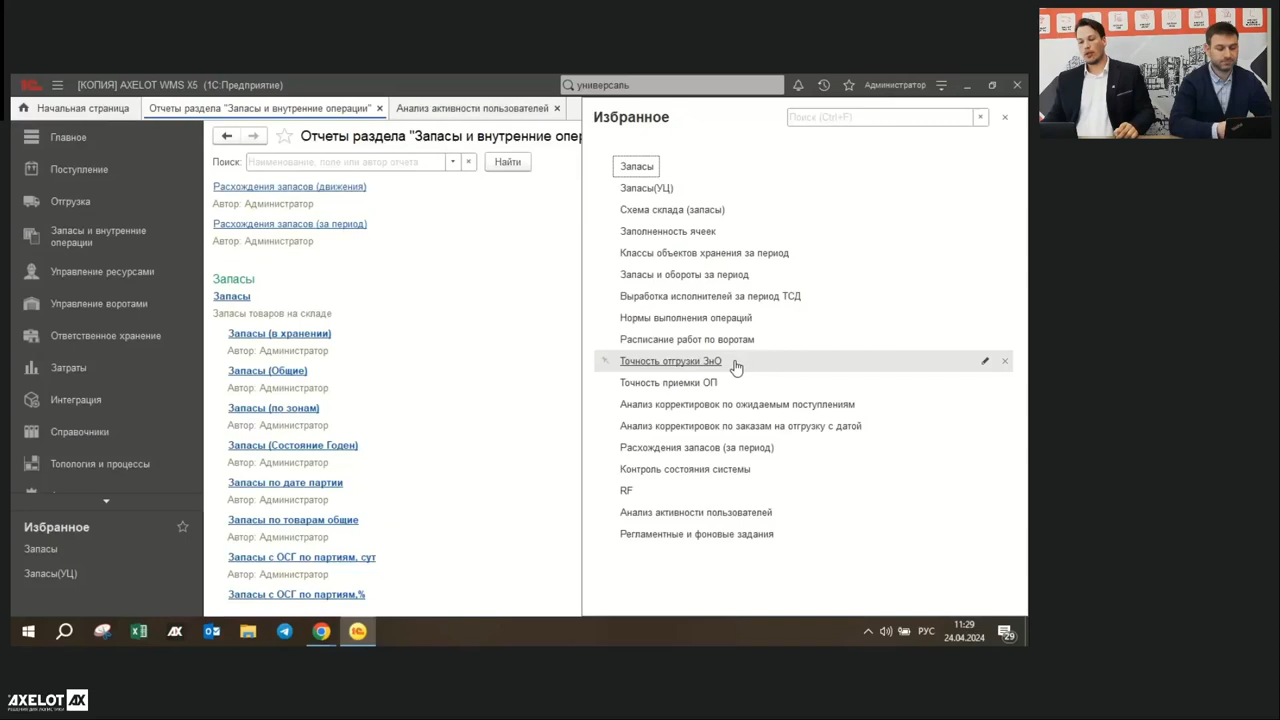 [КОПИЯ] AXELOT WMS X5 (1С:Предприятие)
универсаль
Администратор
Начальная страница
Отчеты раздела "Запасы и внутренние операции"
Анализ активности пользователей
Главное
Поступление
Отгрузка
Запасы и внутренние
операции
Управление ресурсами
Управление воротами
Ответственное хранение
Затраты
Интеграция
Справочники
Топология и процессы
Избранное
Запасы
Запасы(УЦ)
Отчеты раздела "Запасы и внутренние опер
Поиск:
Наименование, поле или автор отчета
Найти
Расхождения запасов (движения)
Автор: Администратор
Расхождения запасов (за период)
Автор: Администратор
Запасы
Запасы
Запасы товаров на складе
Запасы (в хранении)
Автор: Администратор
Запасы (Общие)
Автор: Администратор
Запасы (по зонам)
Автор: Администратор
Запасы (Состояние Годен)
Автор: Администратор
Запасы по дате партии
Автор: Администратор
Запасы по товарам общие
Автор: Администратор
Запасы с ОСГ по партиям, сут
Автор: Администратор
Запасы с ОСГ по партиям,%
Избранное
Поиск (Ctrl+F)
Запасы
Запасы(УЦ)
Схема склада (запасы)
Заполненность ячеек
Классы объектов хранения за период
Запасы и обороты за период
Выработка исполнителей за период ТСД
Нормы выполнения операций
Расписание работ по воротам
Точность отгрузки ЗнО
Точность приемки ОП
Анализ корректировок по ожидаемым поступлениям
Анализ корректировок по заказам на отгрузку с датой
Расхождения запасов (за период)
Контроль состояния системы
RF
Анализ активности пользователей
Регламентные и фоновые задания
РУС
11:29
24.04.2024
29
AXELOT AX